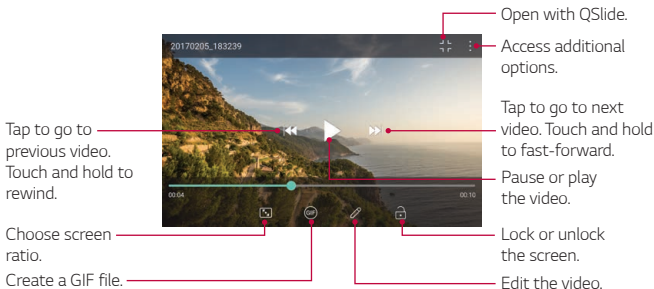 Open with QSlide.
Access additional
options.
20170205_183239
Tap to go to
previous video.
Touch and hold to
rewind.
Tap to go to next
video. Touch and hold
to fast-forward.
Pause or play
the video.
00:04
00:10
GIF
Choose screen
ratio.
Create a GIF file.
Lock or unlock
the screen.
Edit the video.